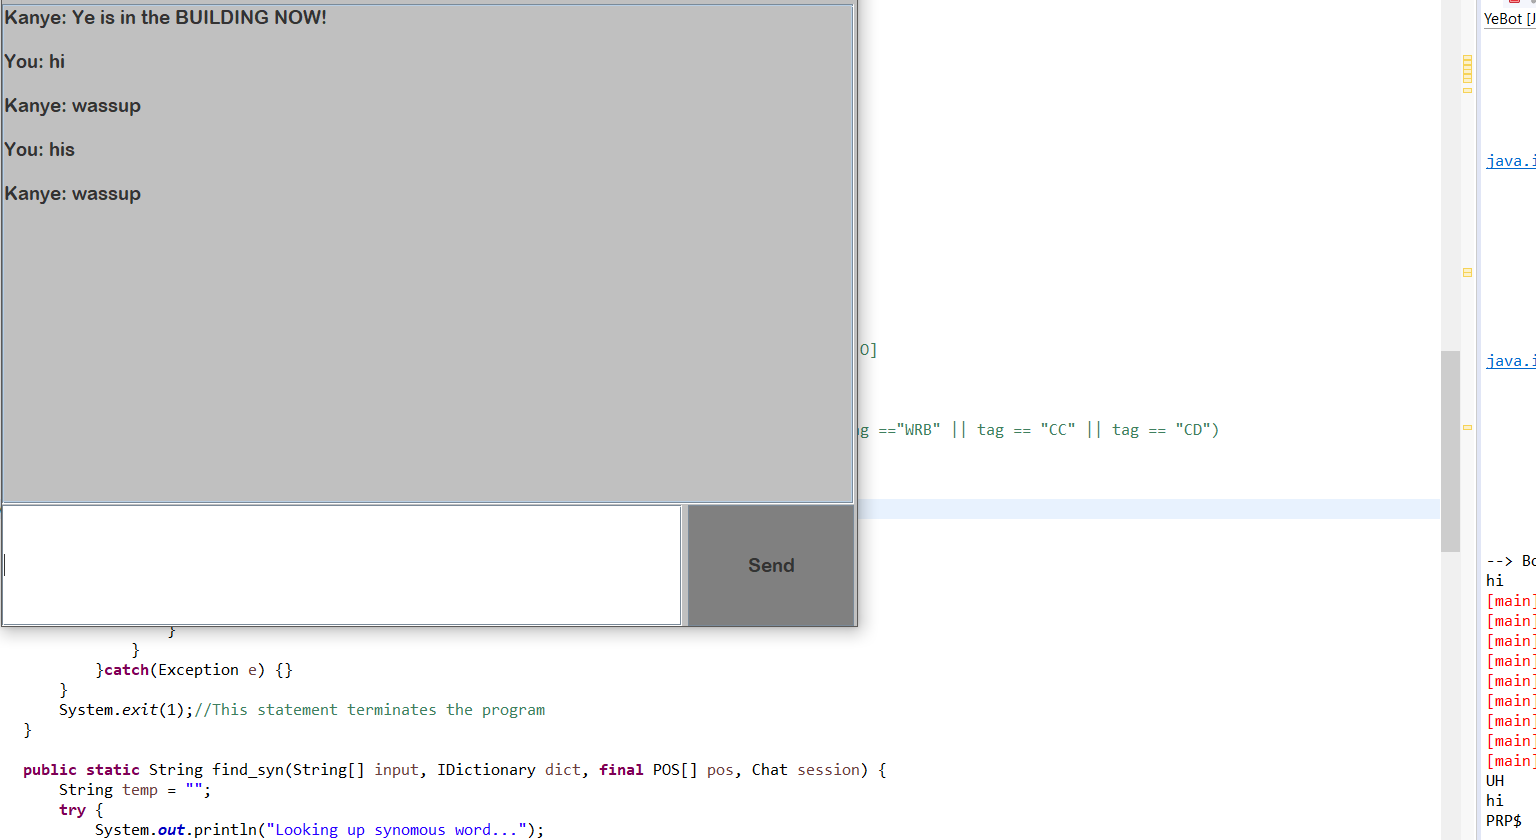 Kanye: Ye is in the BUILDING NOW!
You: hi
Kanye: wassup
You: his
Kanye: wassup
Send
O]
=="WRB" || tag == "CC" || tag == "CD")
}
}
}catch(Exception e) {}
}
System.exit(1);//This statement terminates the program
}
public static String find_syn(String[] input, IDictionary dict, final POS[] pos, Chat session) {
String temp = "";
try {
System.out.println("Looking up synomous word...");
YeBot [J
java.i
java.i
--> Bo
hi
[main]
[main]
[main]
[main]
[main]
[main]
[main]
[main]
[main]
UH
hi
PRP$